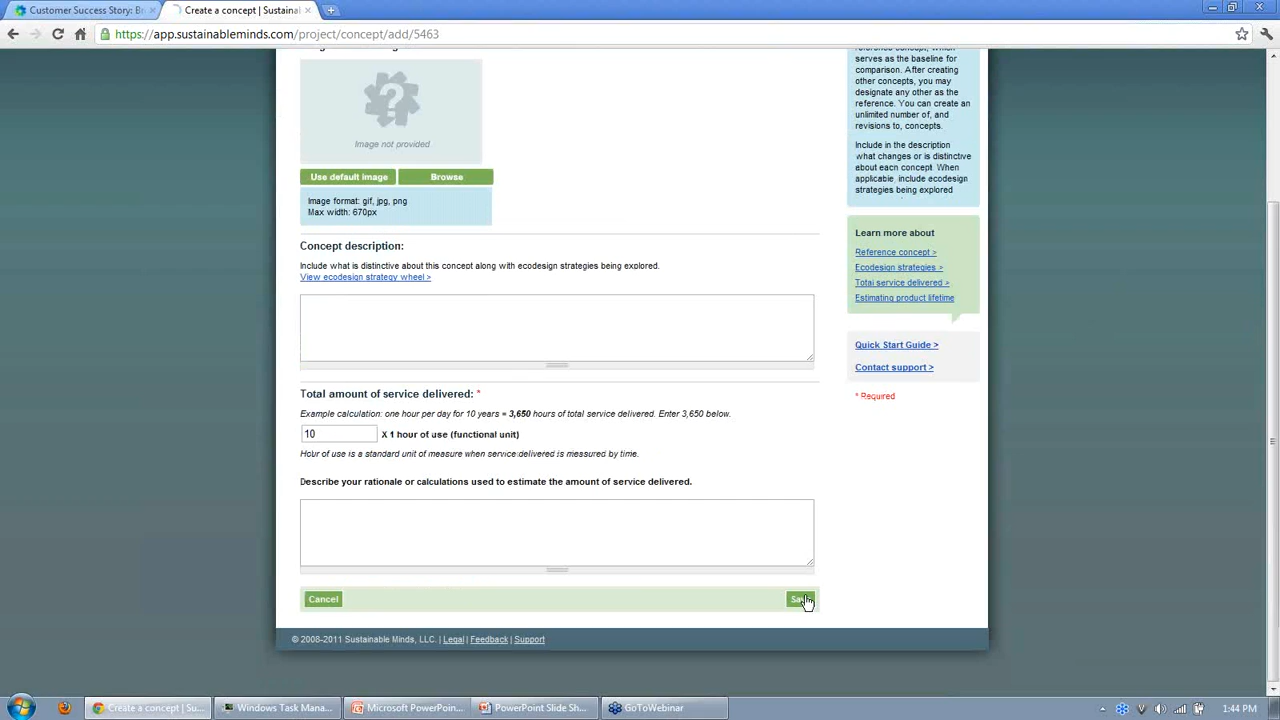 Customer Success Story: B
Create a concept | Sustaina
https://app.sustainableminds.com/project/concept/add/5463
Image not provided
Use default image
Browse
Image format: gif, jpg, png
Max width: 670px
Concept description:
Include what is distinctive about this concept along with ecodesign strategies being explored.
View ecodesign strategy wheel >
Total amount of service delivered: *
Example calculation: one hour per day for 10 years = 3,650 hours of total service delivered. Enter 3,650 below.
10 X 1 hour of use (functional unit)
Hour of use is a standard unit of measure when service delivered is messured by time.
Describe your rationale or calculations used to estimate the amount of service delivered.
Cancel
© 2008-2011 Sustainable Minds, LLC. | Legal | Feedback | Support
reference concept, which
serves as the baseline for
comparison. After creating
other concepts, you may
designate any other as the
reference. You can create an
unlimited number of, and
revisions to, concepts.
Include in the description
what changes or is distinctive
about each concept. When
applicable, include ecodesign
strategies being explored
Learn more about
Reference concept >
Ecodesign strategies >
Total service delivered >
Estimating product lifetime
Quick Start Guide >
Contact support >
* Required
Create a concept | Su...
Windows Task Mana...
Microsoft PowerPoin...
PowerPoint Slide Sh...
GoToWebinar
1:44 PM